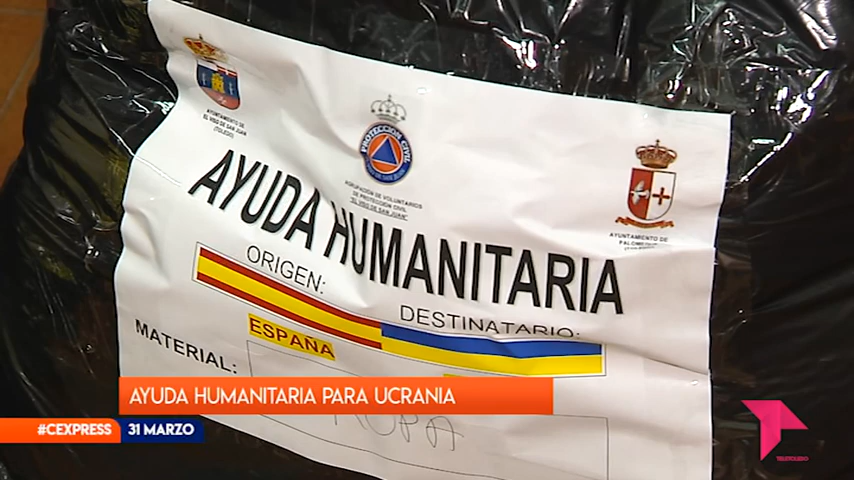 AYUNTAMIENTO DE
EL VISO DE SAN JUAN
(TOLEDO)
PROTECCIÓN CIVIL
AGRUPACIÓN DE VOLUNTARIOS
DE PROTECCIÓN CIVIL
"EL VISO DE SAN JUAN"
AYUNTAMIENTO DE
AYUDA HUMANITARIA
ORIGEN:
DESTINATARIO:
ESPAÑA
MATERIAL:
ROPA
AYUDA HUMANITARIA PARA UCRANIA
#CEXPRESS
31 MARZO
TELETOLEDO